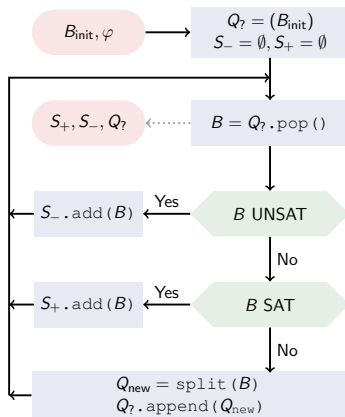 B_init, φ
Q_? = (B_init)
S_− = ∅, S_+ = ∅
S_+, S_−, Q_?
B = Q_?.pop()
S_−.add(B)
Yes
B UNSAT
No
S_+.add(B)
Yes
B SAT
No
Q_new = split(B)
Q_?.append(Q_new)